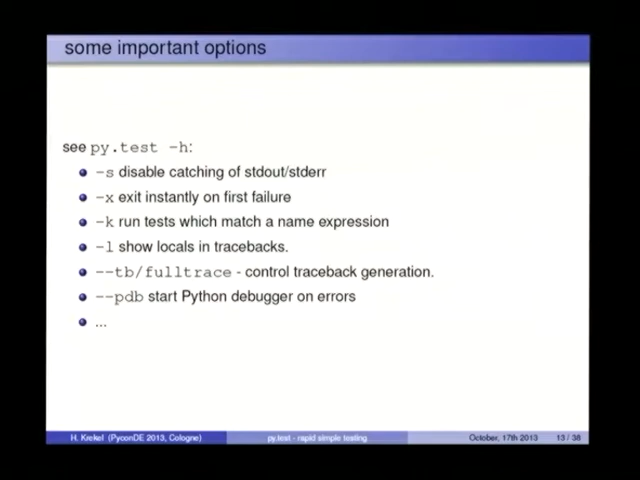 some important options
see py.test -h:
-s disable catching of stdout/stderr
-x exit instantly on first failure
-k run tests which match a name expression
-l show locals in tracebacks.
--tb/fulltrace - control traceback generation.
--pdb start Python debugger on errors
...
H. Krekel (PyconDE 2013, Cologne) py.test - rapid simple testing October, 17th 2013 13 / 38